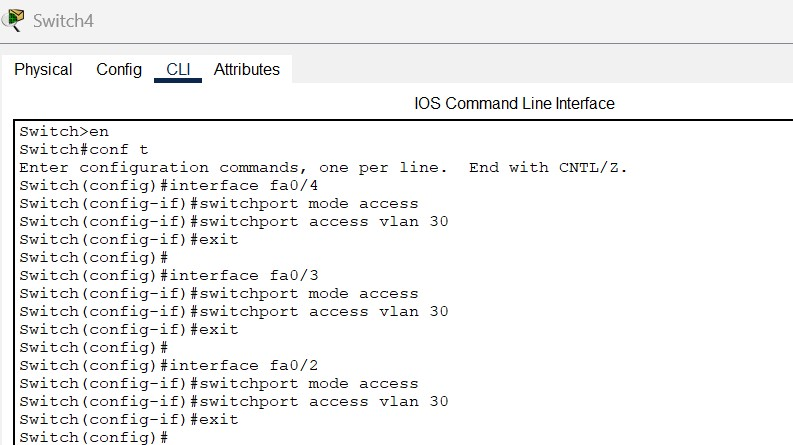 Switch4
Physical Config CLI Attributes
IOS Command Line Interface
Switch>en
Switch#conf t
Enter configuration commands, one per line.  End with CNTL/Z.
Switch(config)#interface fa0/4
Switch(config-if)#switchport mode access
Switch(config-if)#switchport access vlan 30
Switch(config-if)#exit
Switch(config)#
Switch(config)#interface fa0/3
Switch(config-if)#switchport mode access
Switch(config-if)#switchport access vlan 30
Switch(config-if)#exit
Switch(config)#
Switch(config)#interface fa0/2
Switch(config-if)#switchport mode access
Switch(config-if)#switchport access vlan 30
Switch(config-if)#exit
Switch(config)#